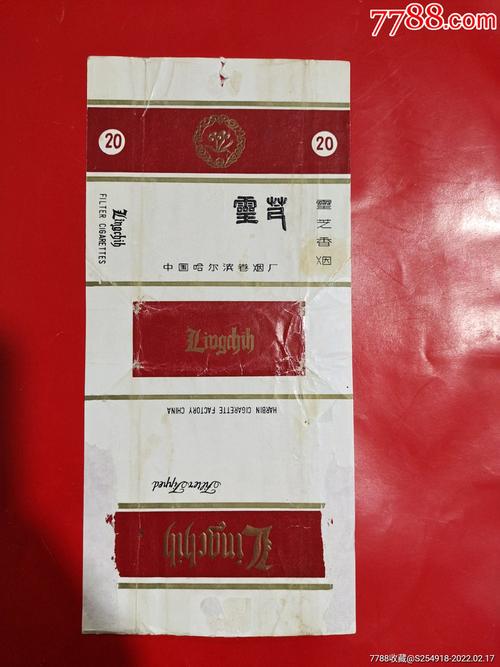 7788.com
20
20
靈芝
靈芝香烟
Lingchih
FILTER CIGARETTES
中国哈尔滨卷烟厂
Lingchih
HARBIN CIGARETTE FACTORY CHINA
Filter Tipped
Lingchih
7788收藏@S254918-2022.02.17